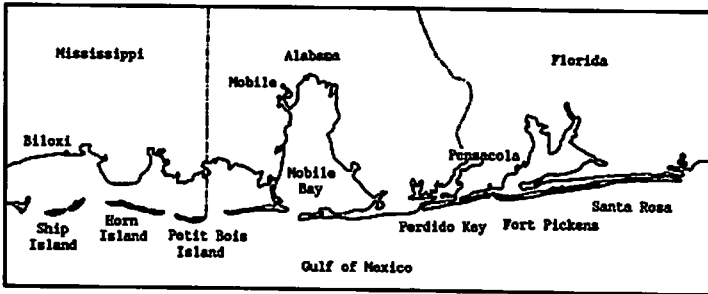 Mississippi
Alabama
Florida
Mobile
Biloxi
Pensacola
Mobile
Bay
Ship
Island
Horn
Island
Petit Bois
Island
Perdido Key
Fort Pickens
Santa Rosa
Gulf of Mexico